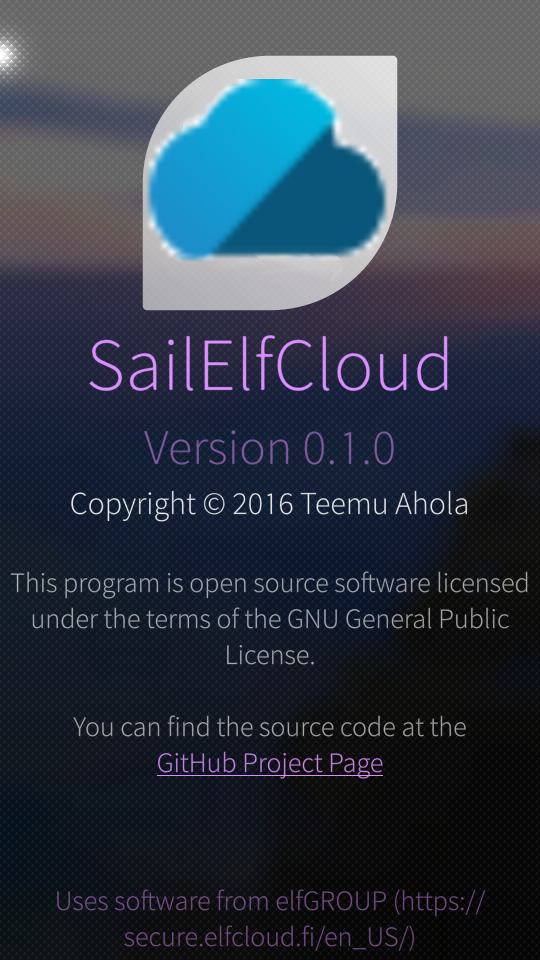 SailElfCloud
Version 0.1.0
Copyright © 2016 Teemu Ahola
This program is open source software licensed
under the terms of the GNU General Public
License.
You can find the source code at the
GitHub Project Page
Uses software from elfGROUP (https://
secure.elfcloud.fi/en_US/)